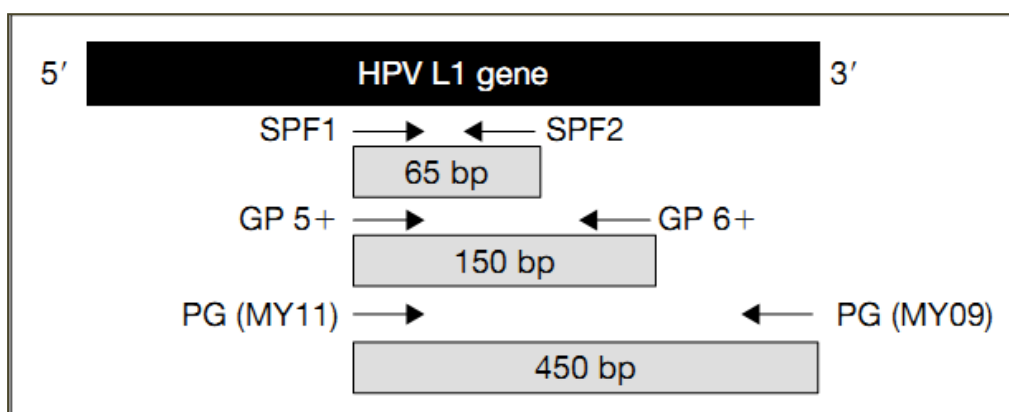 5′ HPV L1 gene 3′
SPF1 SPF2
65 bp
GP 5+ GP 6+
150 bp
PG (MY11) PG (MY09)
450 bp